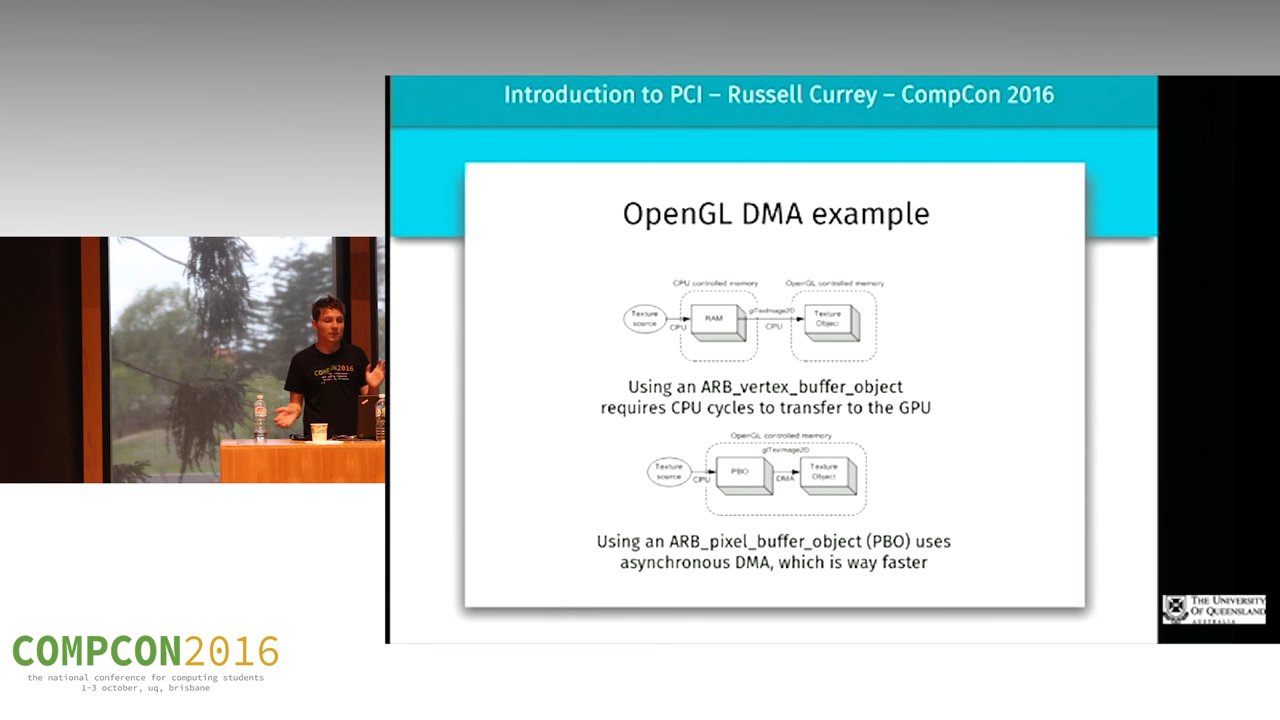 Introduction to PCI – Russell Currey – CompCon 2016
OpenGL DMA example
CPU controlled memory
OpenGL controlled memory
Texture
source
CPU
RAM
glTexImage2D
CPU
Texture
Object
Using an ARB_vertex_buffer_object
requires CPU cycles to transfer to the GPU
OpenGL controlled memory
glTexImage2D
Texture
source
CPU
PBO
DMA
Texture
Object
Using an ARB_pixel_buffer_object (PBO) uses
asynchronous DMA, which is way faster
COMPCON2016
THE UNIVERSITY
OF QUEENSLAND
AUSTRALIA
COMPCON2016
the national conference for computing students
1-3 october, uq, brisbane